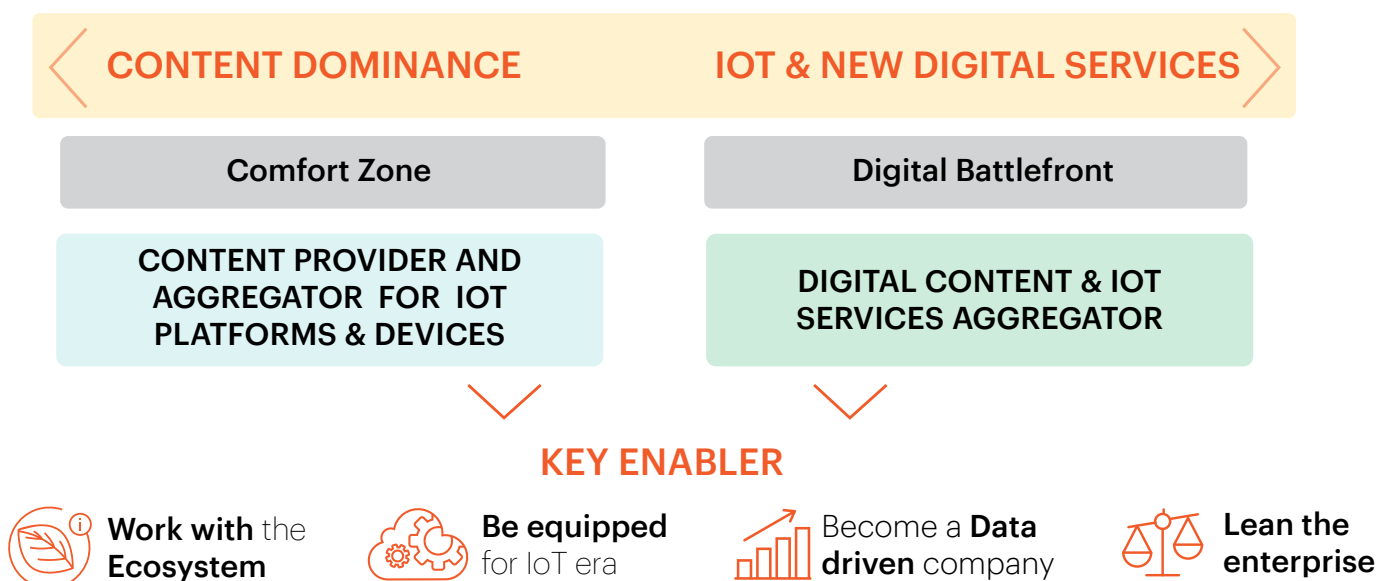 CONTENT DOMINANCE
IOT & NEW DIGITAL SERVICES
Comfort Zone
Digital Battlefront
CONTENT PROVIDER AND
AGGREGATOR FOR IOT
PLATFORMS & DEVICES
DIGITAL CONTENT & IOT
SERVICES AGGREGATOR
KEY ENABLER
i
Work with the
Ecosystem
Be equipped
for IoT era
Become a Data
driven company
Lean the
enterprise